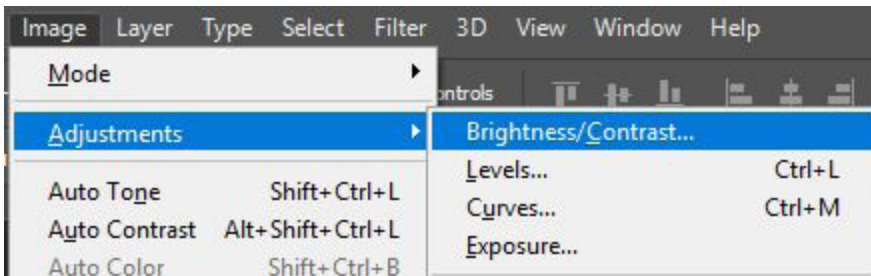 Image Layer Type Select Filter 3D View Window Help
Mode
ontrols
Adjustments
Brightness/Contrast...
Levels... Ctrl+L
Curves... Ctrl+M
Exposure...
Auto Tone Shift+Ctrl+L
Auto Contrast Alt+Shift+Ctrl+L
Auto Color Shift+Ctrl+B